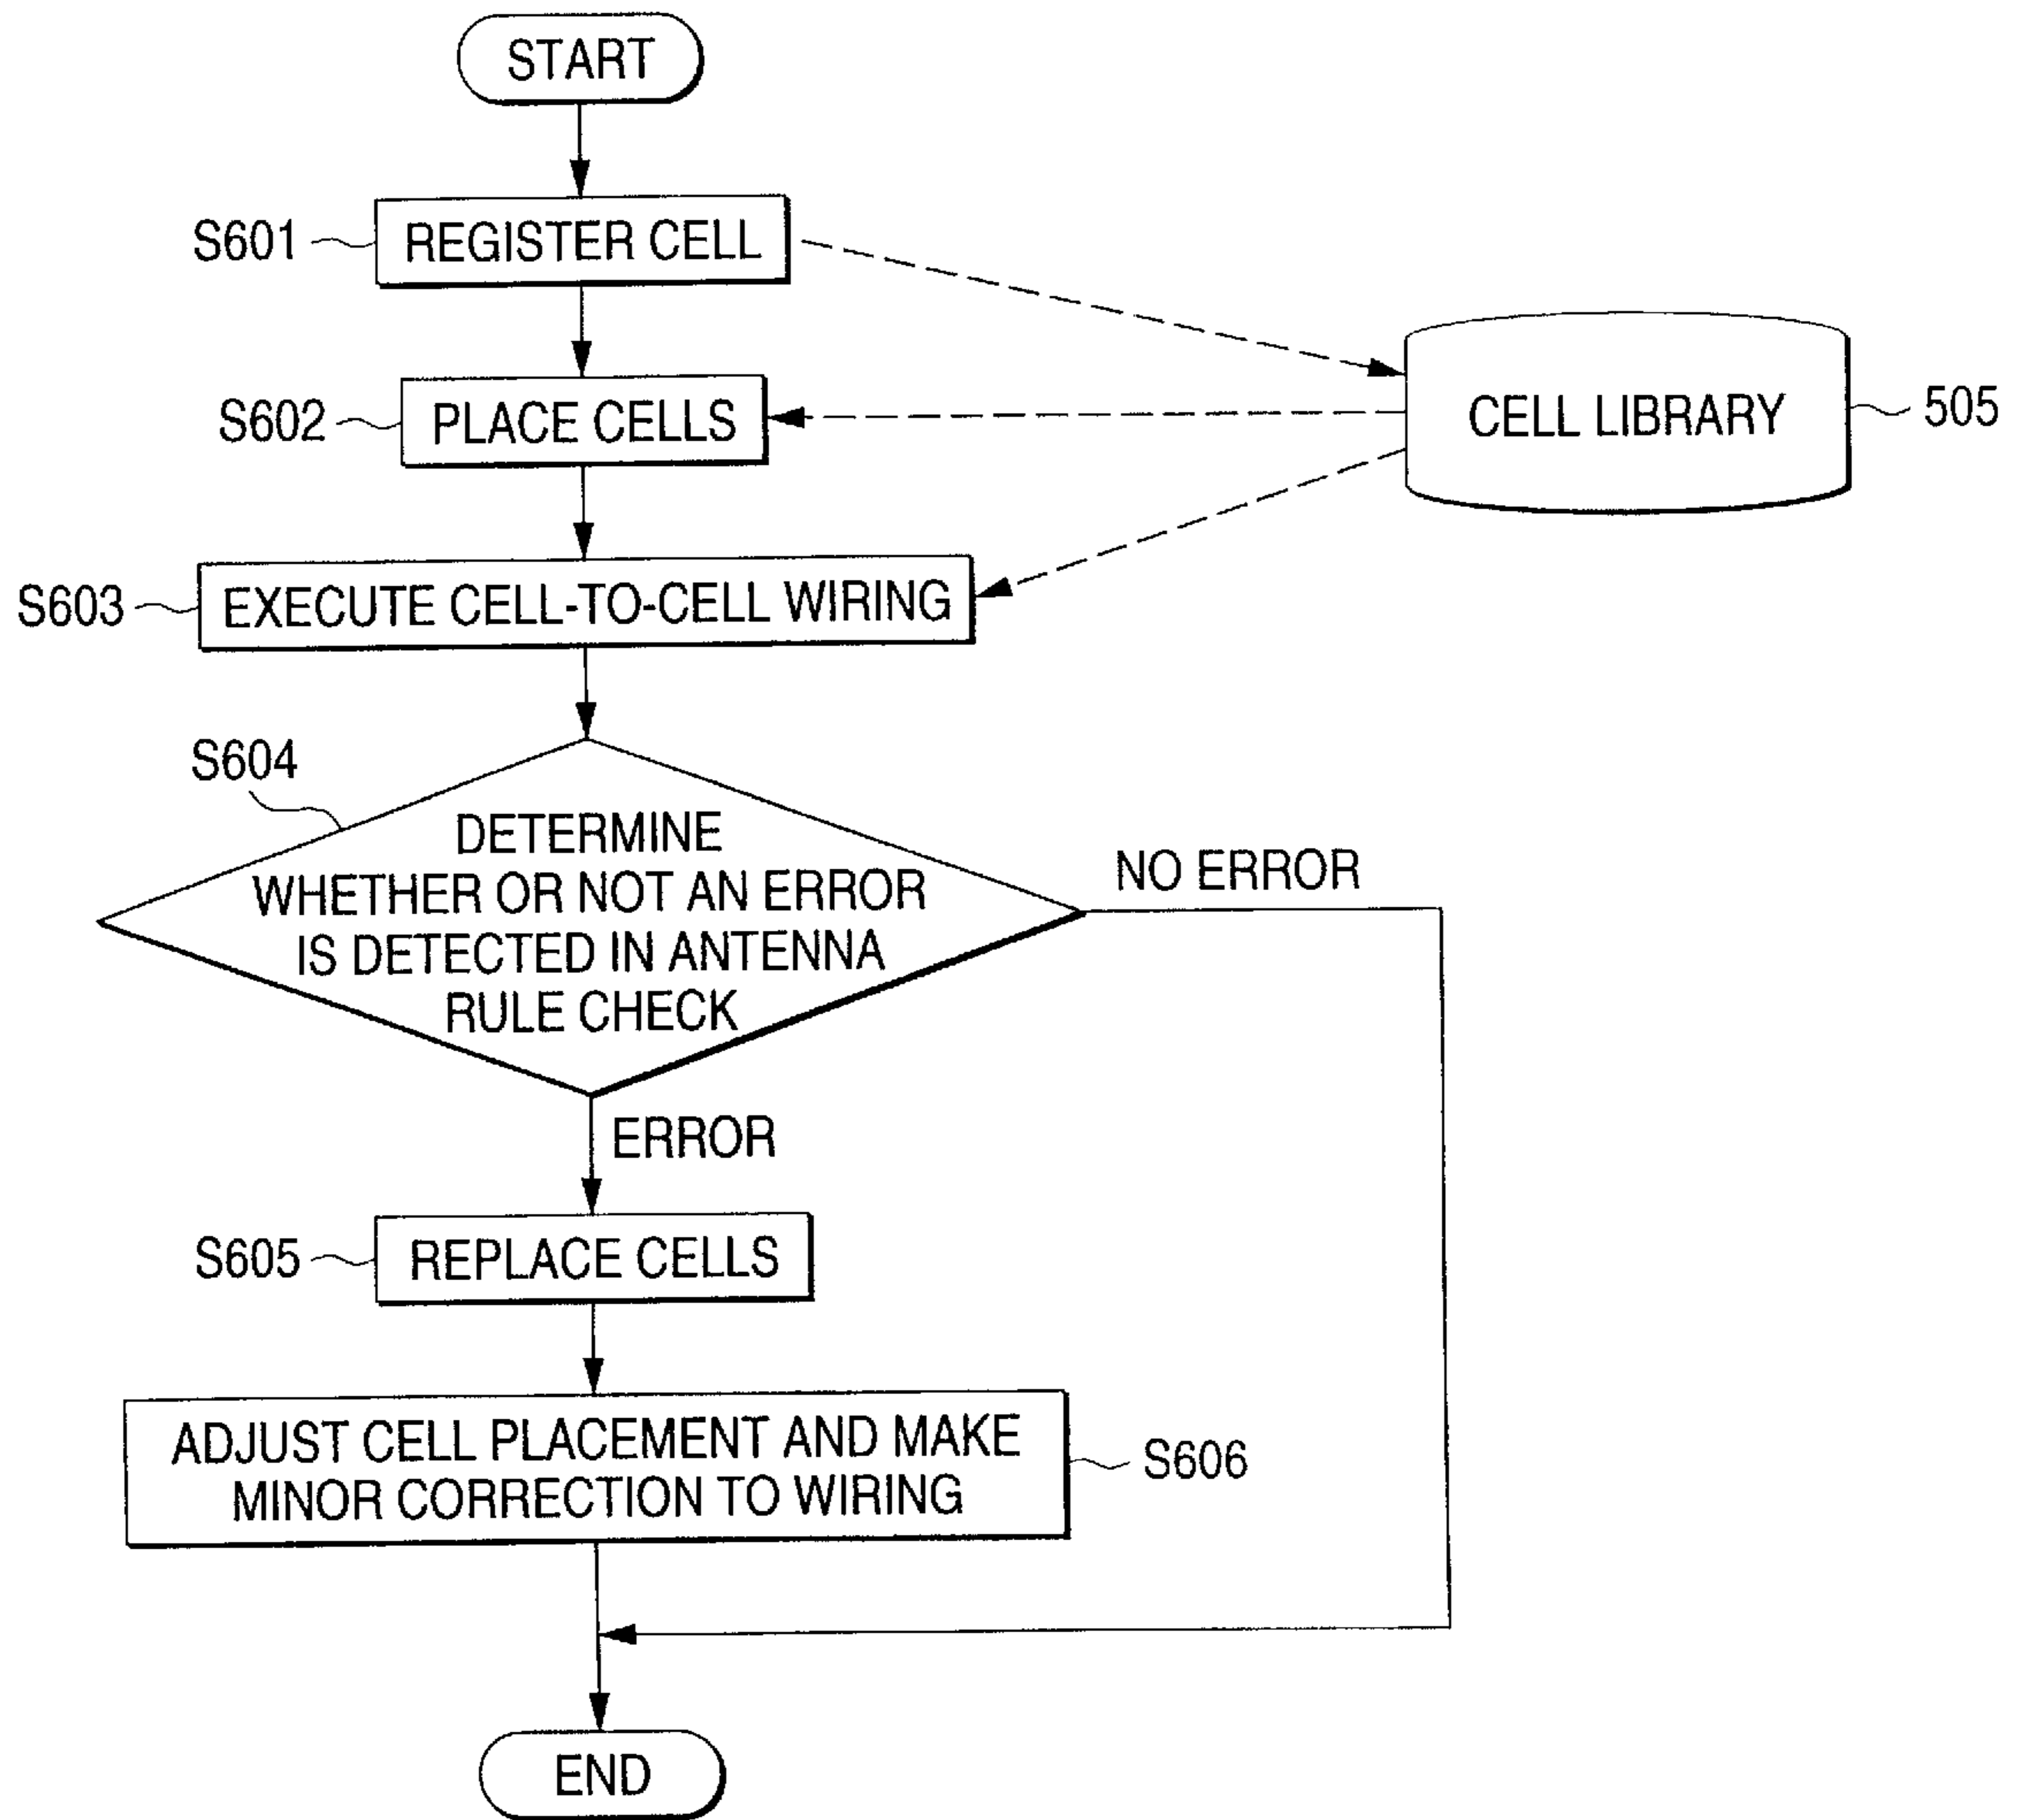 START
S601
REGISTER CELL
S602
PLACE CELLS
CELL LIBRARY
505
S603
EXECUTE CELL-TO-CELL WIRING
S604
DETERMINE
WHETHER OR NOT AN ERROR
IS DETECTED IN ANTENNA
RULE CHECK
NO ERROR
ERROR
S605
REPLACE CELLS
ADJUST CELL PLACEMENT AND MAKE
MINOR CORRECTION TO WIRING
S606
END